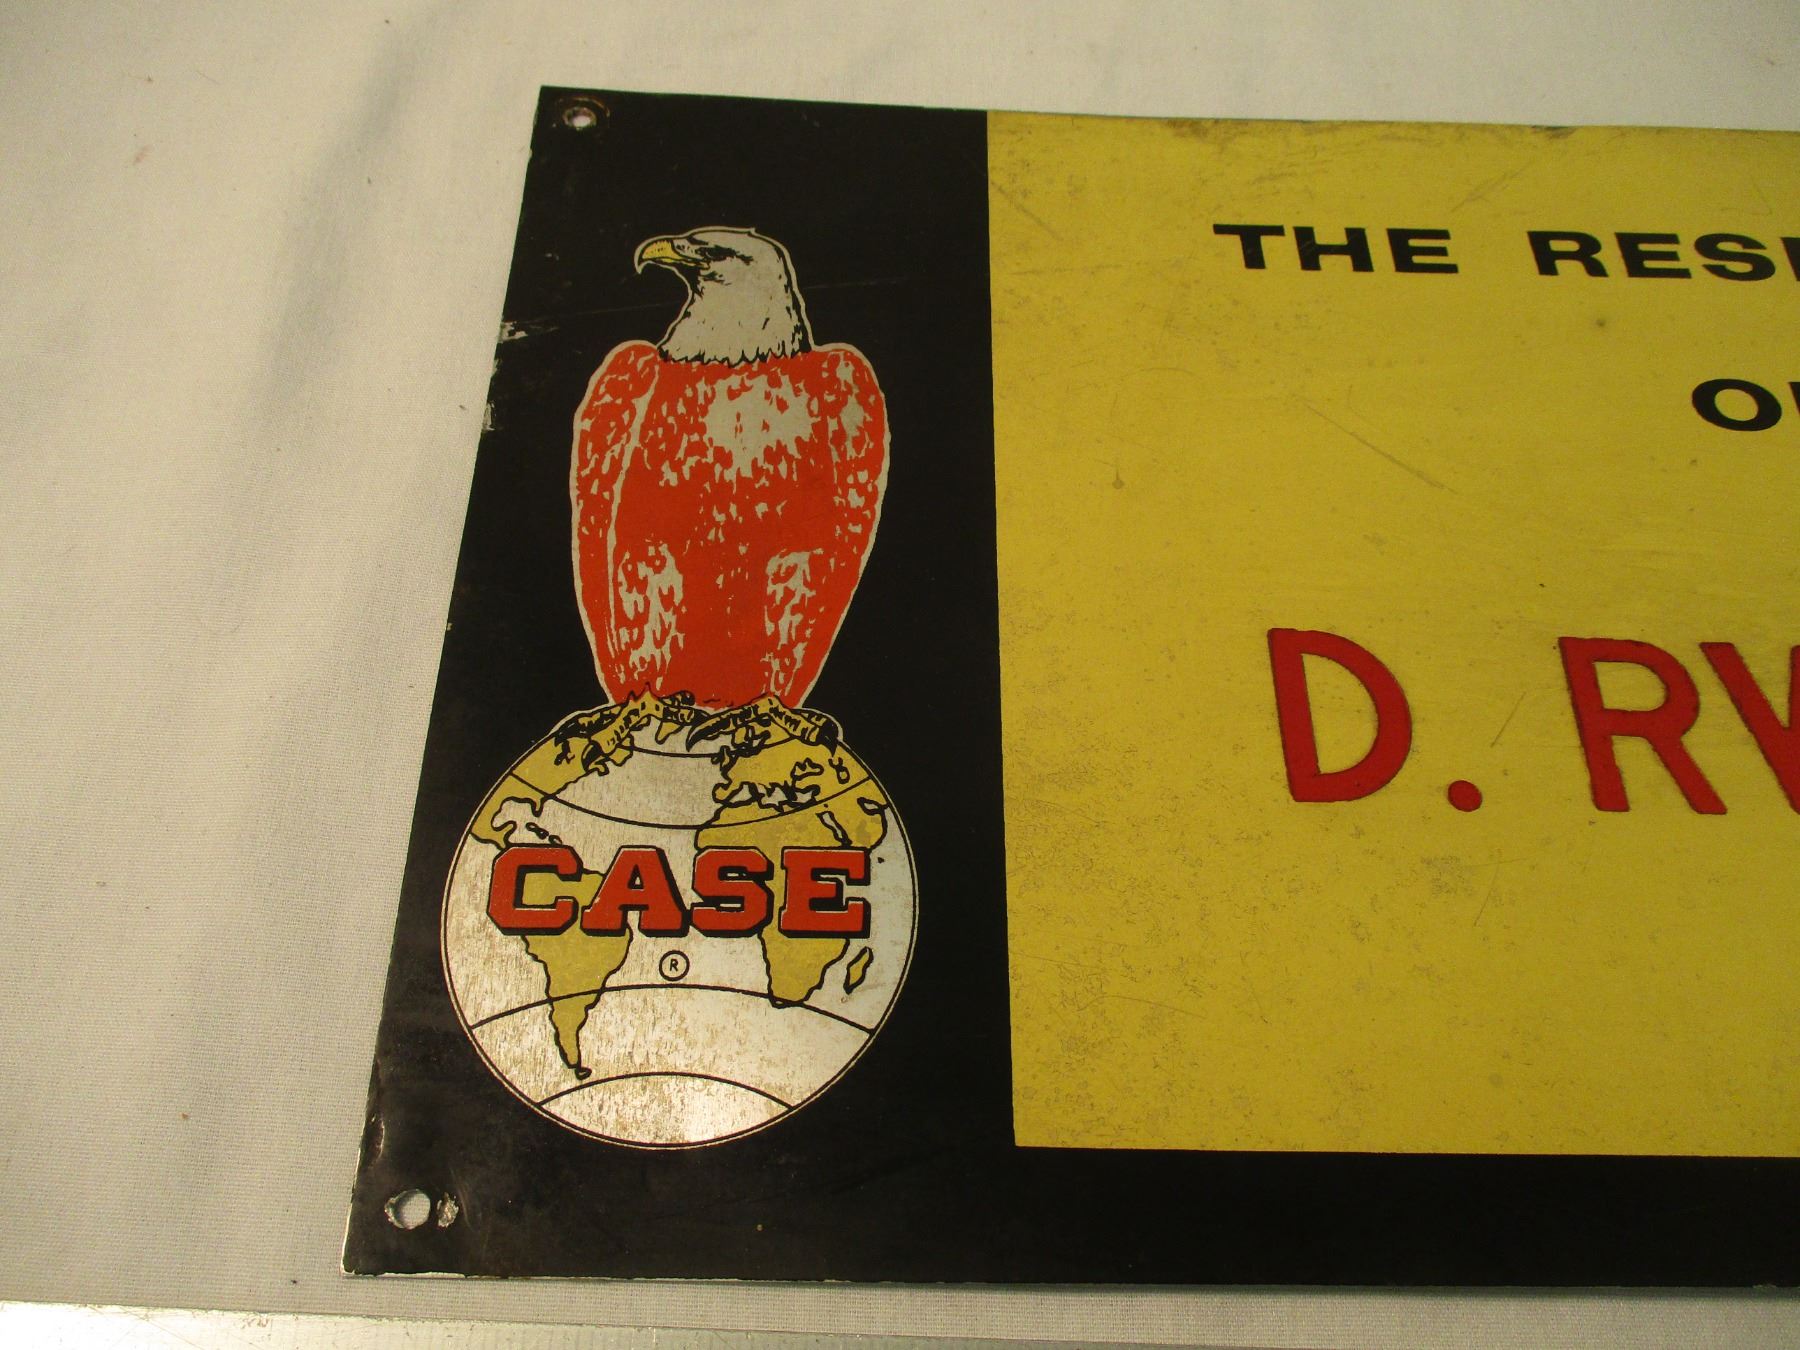 THE RES
O
D. R
CASE
®